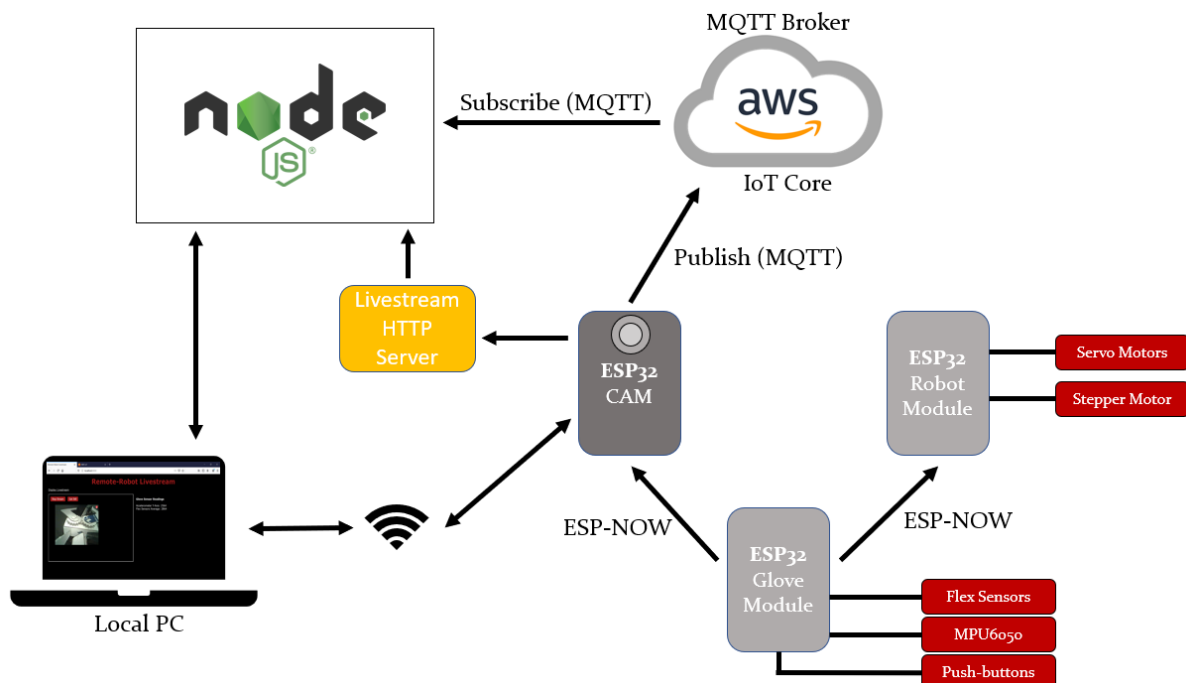 MQTT Broker
node
JS
®
Subscribe (MQTT)
aws
IoT Core
Publish (MQTT)
Livestream
HTTP
Server
ESP32
CAM
ESP32
Robot
Module
Servo Motors
Stepper Motor
Remote-Robot Livestream
ESP-NOW
ESP-NOW
ESP32
Glove
Module
Flex Sensors
MPU6050
Push-buttons
Local PC